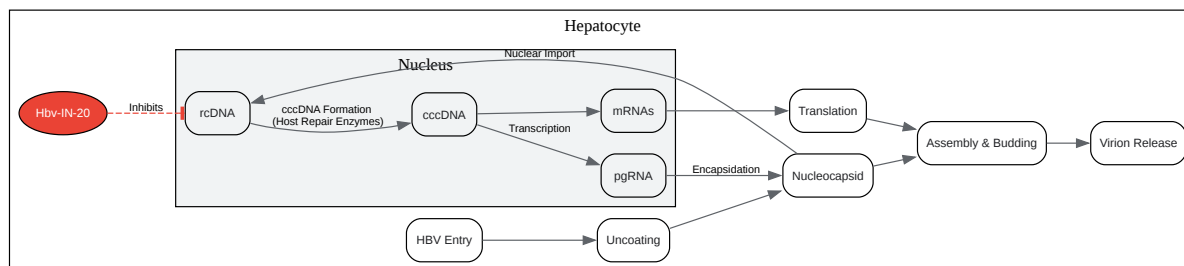 Hepatocyte
Nuclear Import
Nucleus
Hbv-IN-20
Inhibits
rcDNA
cccDNA Formation
(Host Repair Enzymes)
cccDNA
Transcription
mRNAs
pgRNA
Translation
Encapsidation
Nucleocapsid
Assembly & Budding
Virion Release
HBV Entry
Uncoating